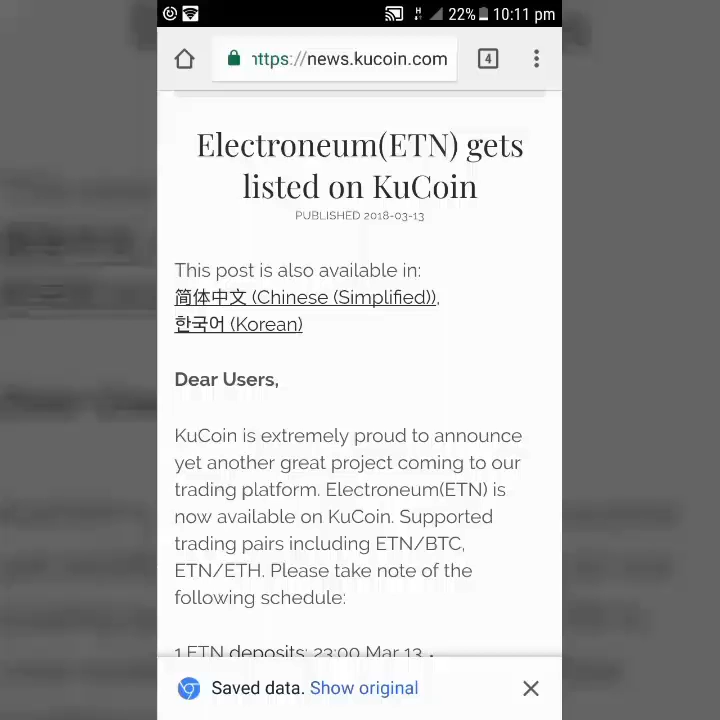 H 22% 10:11 pm
https://news.kucoin.com
4
Electroneum(ETN) gets
listed on KuCoin
PUBLISHED 2018-03-13
This post is also available in:
简体中文 (Chinese (Simplified)),
한국어 (Korean)
Dear Users,
KuCoin is extremely proud to announce
yet another great project coming to our
trading platform. Electroneum(ETN) is
now available on KuCoin. Supported
trading pairs including ETN/BTC,
ETN/ETH. Please take note of the
following schedule:
1.ETN deposits: 23:00 Mar 13,
Saved data. Show original